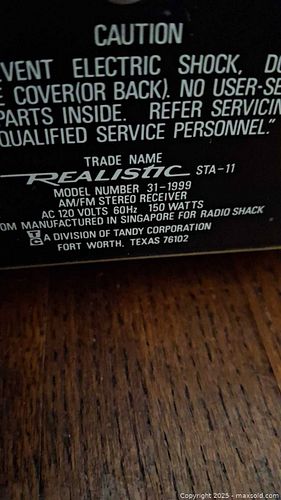 CAUTION
EVENT ELECTRIC SHOCK,
COVER(OR BACK). NO USER-SE
PARTS INSIDE. REFER SERVICIN
QUALIFIED SERVICE PERSONNEL."
TRADE NAME
REALISTIC STA-11
MODEL NUMBER 31-1999
AM/FM STEREO RECEIVER
AC 120 VOLTS 60Hz 150 WATTS
OM MANUFACTURED IN SINGAPORE FOR RADIO SHACK
A DIVISION OF TANDY CORPORATION
FORT WORTH, TEXAS 76102
Copyright © 2025 - maxsold.com